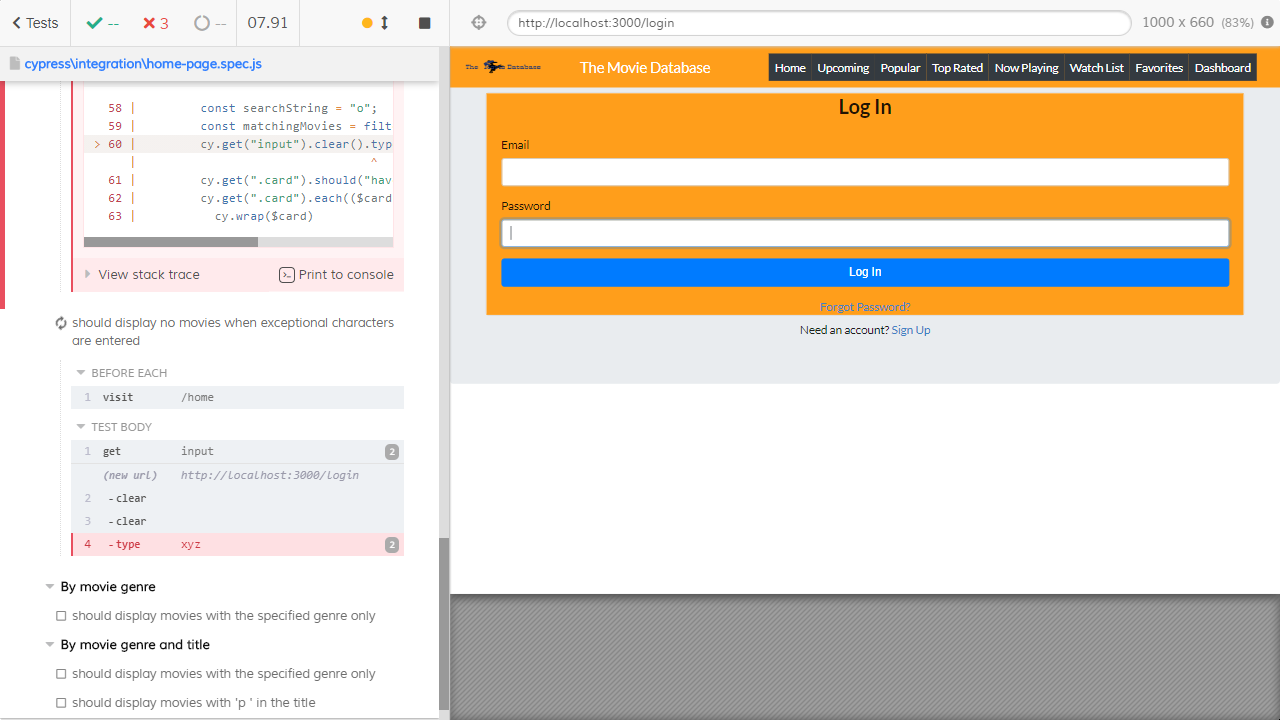 Tests
--
3
--
07.91
cypress\integration\home-page.spec.js
58 | const searchString = "o";
59 | const matchingMovies = filt
> 60 | cy.get("input").clear().typ
| ^
61 | cy.get(".card").should("hav
62 | cy.get(".card").each(($card
63 | cy.wrap($card)
View stack trace
Print to console
should display no movies when exceptional characters
are entered
BEFORE EACH
1 visit /home
TEST BODY
1 get input 2
(new url) http://localhost:3000/login
2 -clear
3 -clear
4 -type xyz 2
By movie genre
should display movies with the specified genre only
By movie genre and title
should display movies with the specified genre only
should display movies with 'p ' in the title
http://localhost:3000/login
1000 x 660 (83%)
The Movie Database
Home Upcoming Popular Top Rated Now Playing Watch List Favorites Dashboard
Log In
Email
Password
Log In
Forgot Password?
Need an account? Sign Up